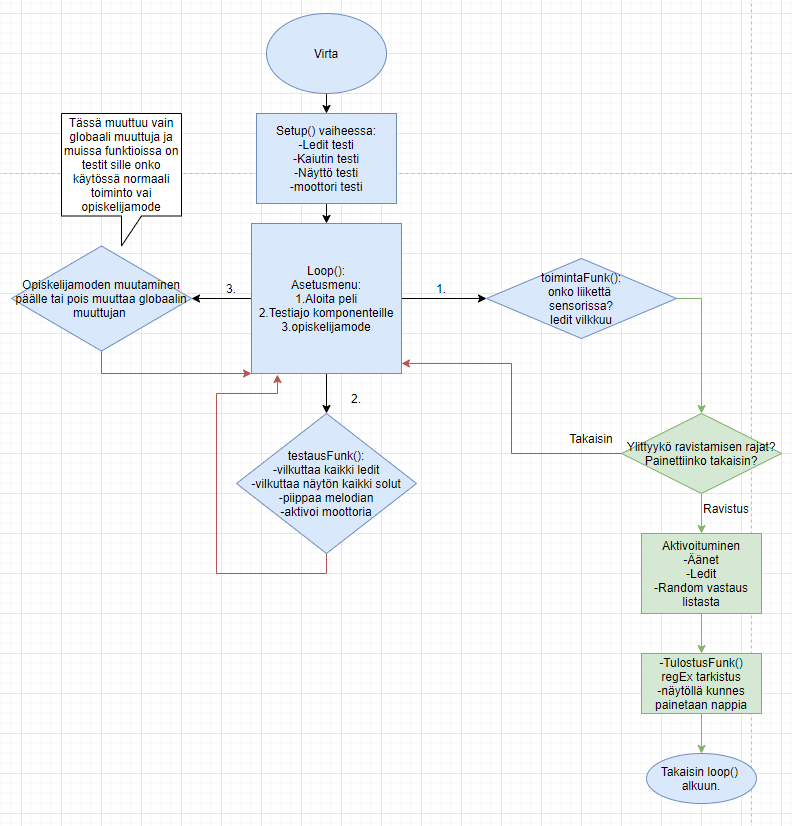 Virta
Setup() vaiheessa:
-Ledit testi
-Kaiutin testi
-Näyttö testi
-moottori testi
Tässä muuttuu vain
globaali muuttuja ja
muissa funktioissa on
testit sille onko
käytössä normaali
toiminto vai
opiskelijamode
Opiskelijamoden muutaminen
päälle tai pois muuttaa globaalin
muuttujan
3.
Loop():
Asetusmenu:
1.Aloita peli
2.Testiajo komponenteille
3.opiskelijamode
1.
toimintaFunk():
onko liikettä
sensorissa?
ledit vilkkuu
2.
testausFunk():
-vilkuttaa kaikki ledit
-vilkuttaa näytön kaikki solut
-piippaa melodian
-aktivoi moottoria
Takaisin
Ylittyykö ravistamisen rajat?
Painettiinko takaisin?
Ravistus
Aktivoituminen
-Äänet
-Ledit
-Random vastaus
listasta
-TulostusFunk()
regEx tarkistus
-näytöllä kunnes
painetaan nappia
Takaisin loop()
alkuun.